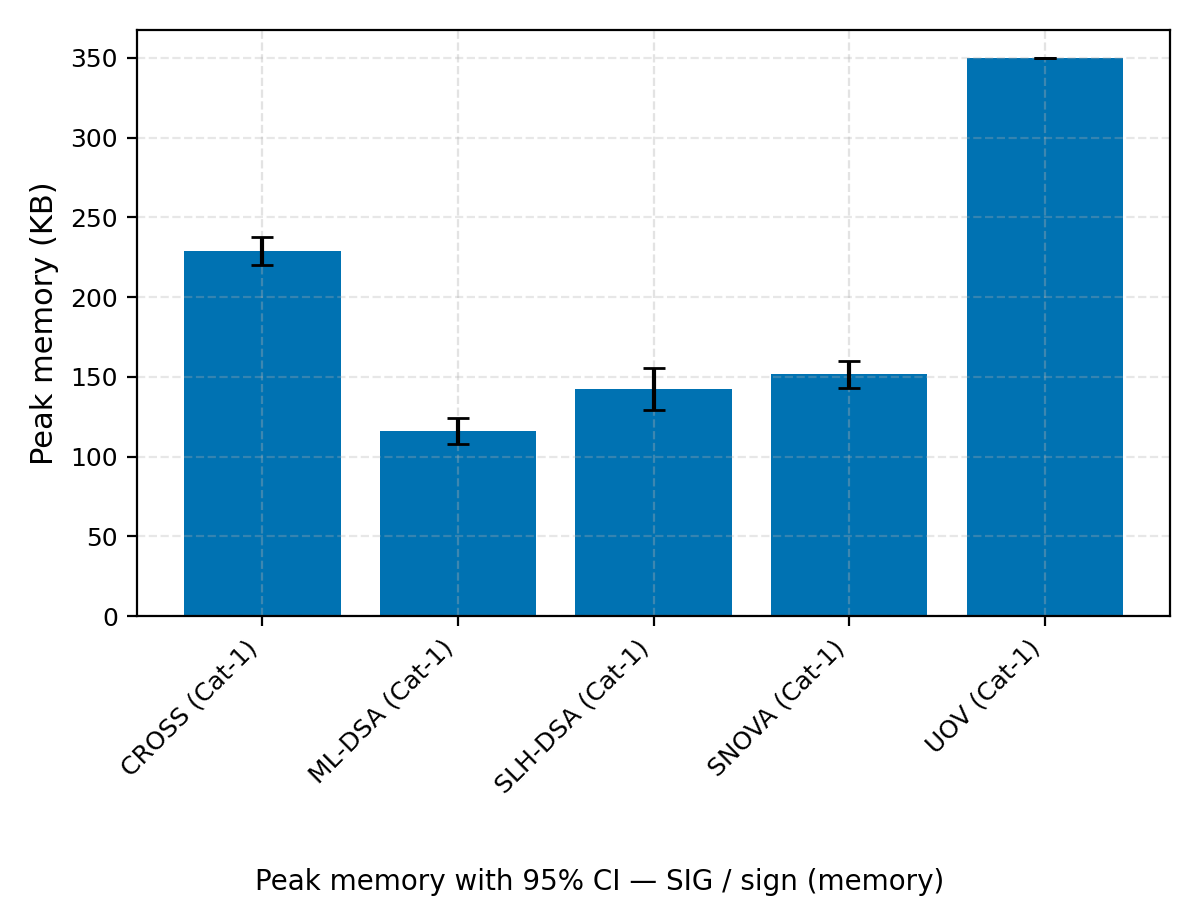 350
300
250
200
150
100
50
0
Peak memory (KB)
CROSS (Cat-1)
ML-DSA (Cat-1)
SLH-DSA (Cat-1)
SNOVA (Cat-1)
UOV (Cat-1)
Peak memory with 95% CI — SIG / sign (memory)